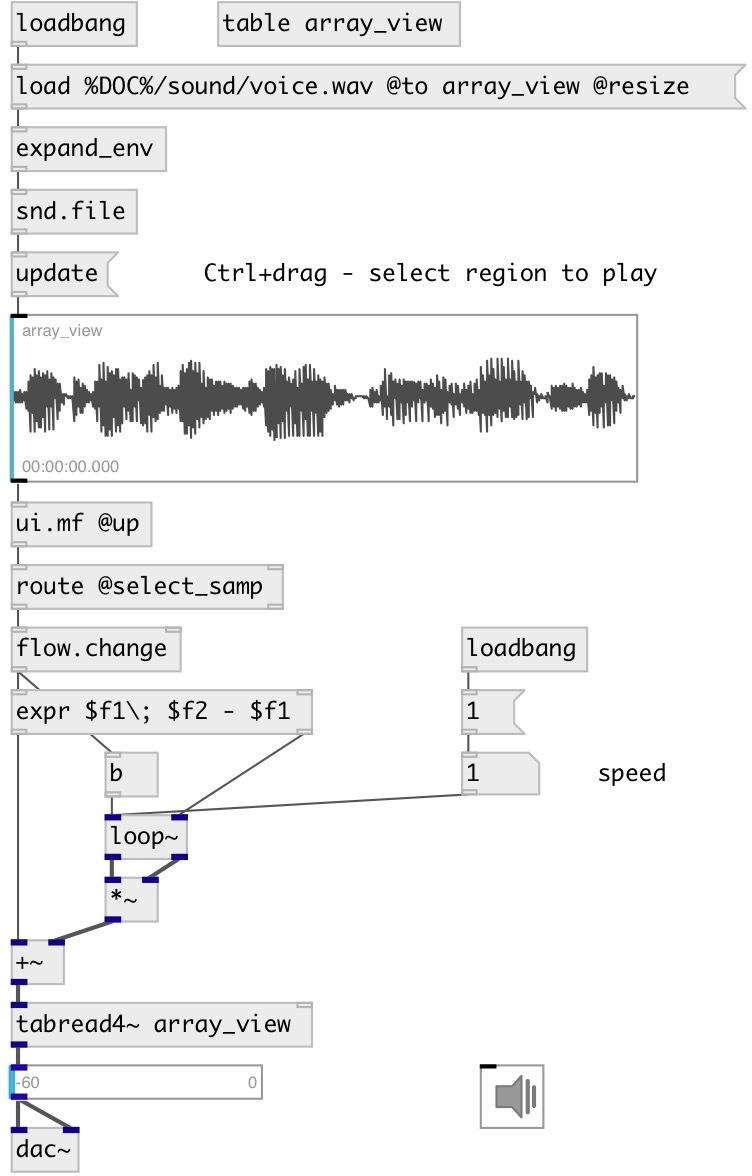 loadbang
table array_view
load %DOC%/sound/voice.wav @to array_view @resize
expand_env
snd.file
update
Ctrl+drag - select region to play
array_view
00:00:00.000
ui.mf @up
route @select_samp
flow.change
loadbang
expr $f1\; $f2 - $f1
1
b
1
speed
loop~
*~
+~
tabread4~ array_view
-60
0
dac~